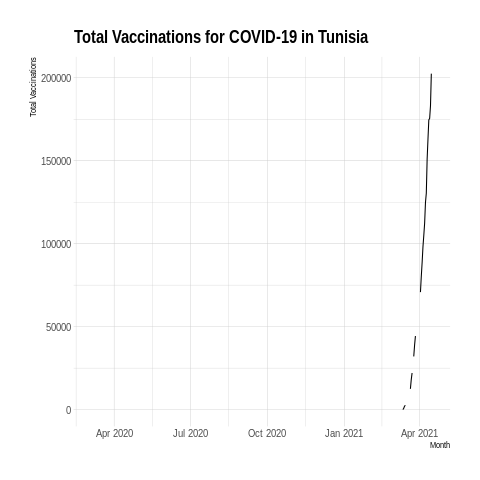 Total Vaccinations for COVID-19 in Tunisia
Total Vaccinations
200000
150000
100000
50000
0
Apr 2020 Jul 2020 Oct 2020 Jan 2021 Apr 2021
Month